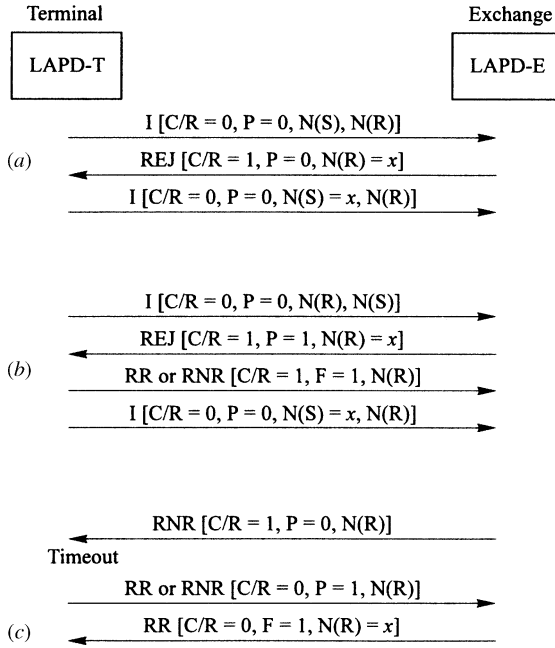 Terminal
Exchange
LAPD-T
LAPD-E
I [C/R = 0, P = 0, N(S), N(R)]
(a)
REJ [C/R = 1, P = 0, N(R) = x]
I [C/R = 0, P = 0, N(S) = x, N(R)]
I [C/R = 0, P = 0, N(R), N(S)]
REJ [C/R = 1, P = 1, N(R) = x]
(b)
RR or RNR [C/R = 1, F = 1, N(R)]
I [C/R = 0, P = 0, N(S) = x, N(R)]
RNR [C/R = 1, P = 0, N(R)]
Timeout
RR or RNR [C/R = 0, P = 1, N(R)]
(c)
RR [C/R = 0, F = 1, N(R) = x]